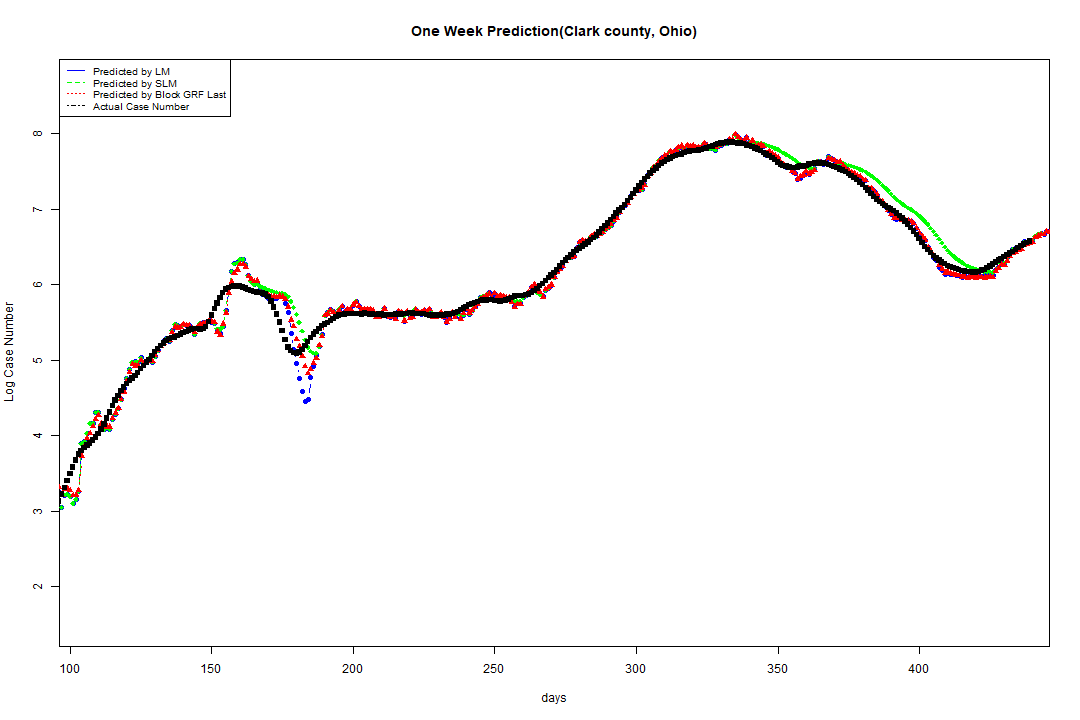 One Week Prediction(Clark county, Ohio)
Predicted by LM
Predicted by SLM
Predicted by Block GRF Last
Actual Case Number
8
7
6
5
4
3
2
Log Case Number
100 150 200 250 300 350 400
days